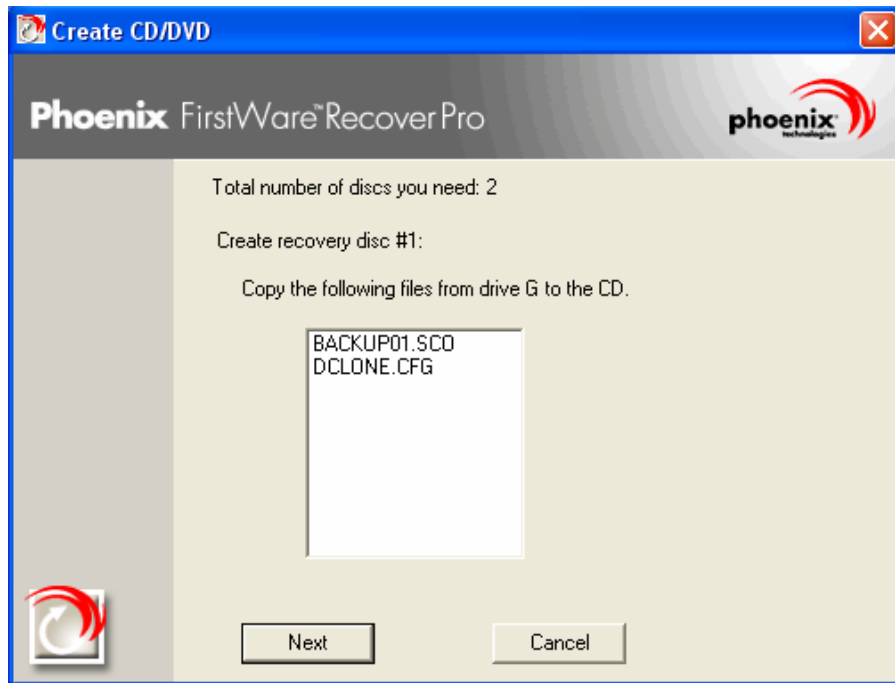 Create CD/DVD
Phoenix FirstWare™ Recover Pro
phoenix
technologies
Total number of discs you need: 2
Create recovery disc #1:
Copy the following files from drive G to the CD.
BACKUP01.SCO
DCLONE.CFG
Next
Cancel